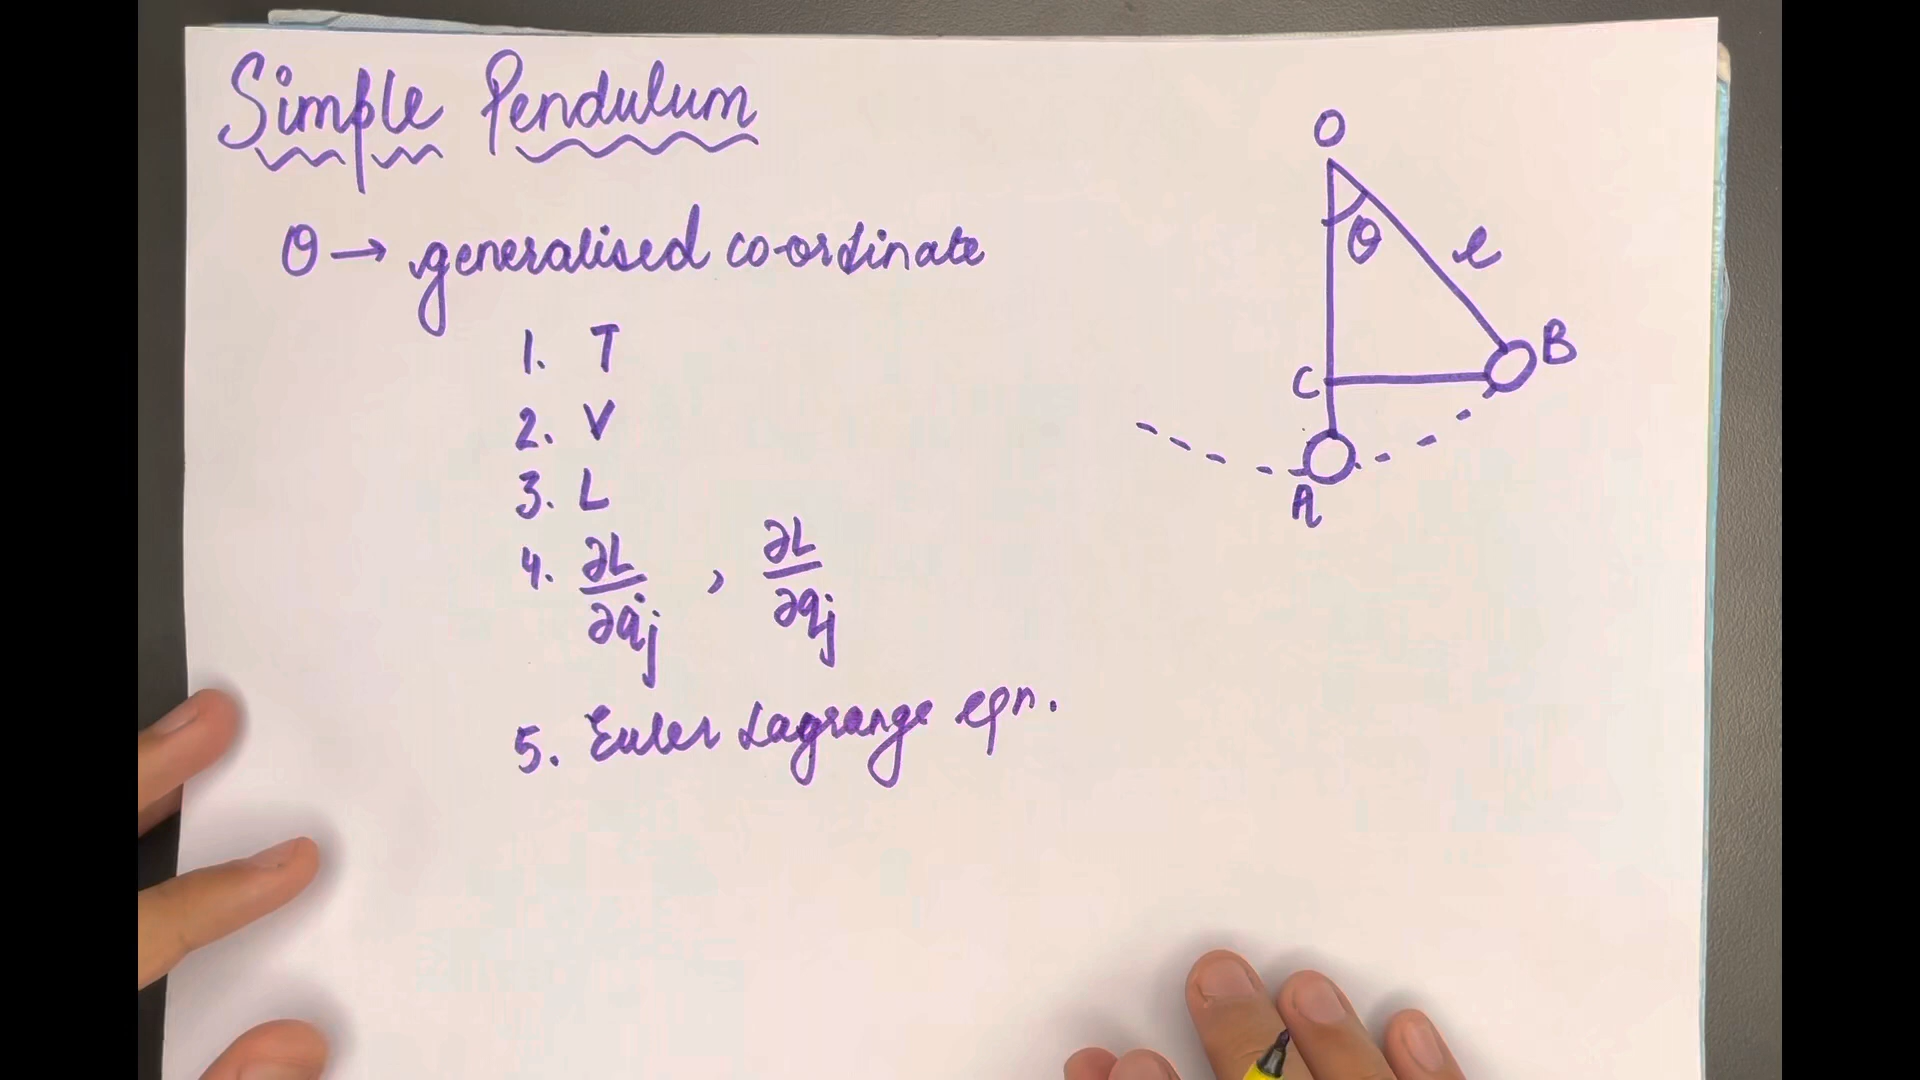 Simple Pendulum
θ → generalised co-ordinate
1. T
2. V
3. L
4. ∂L/∂q̇j , ∂L/∂qj
5. Euler Lagrange eqn.
O
θ
l
B
C
A